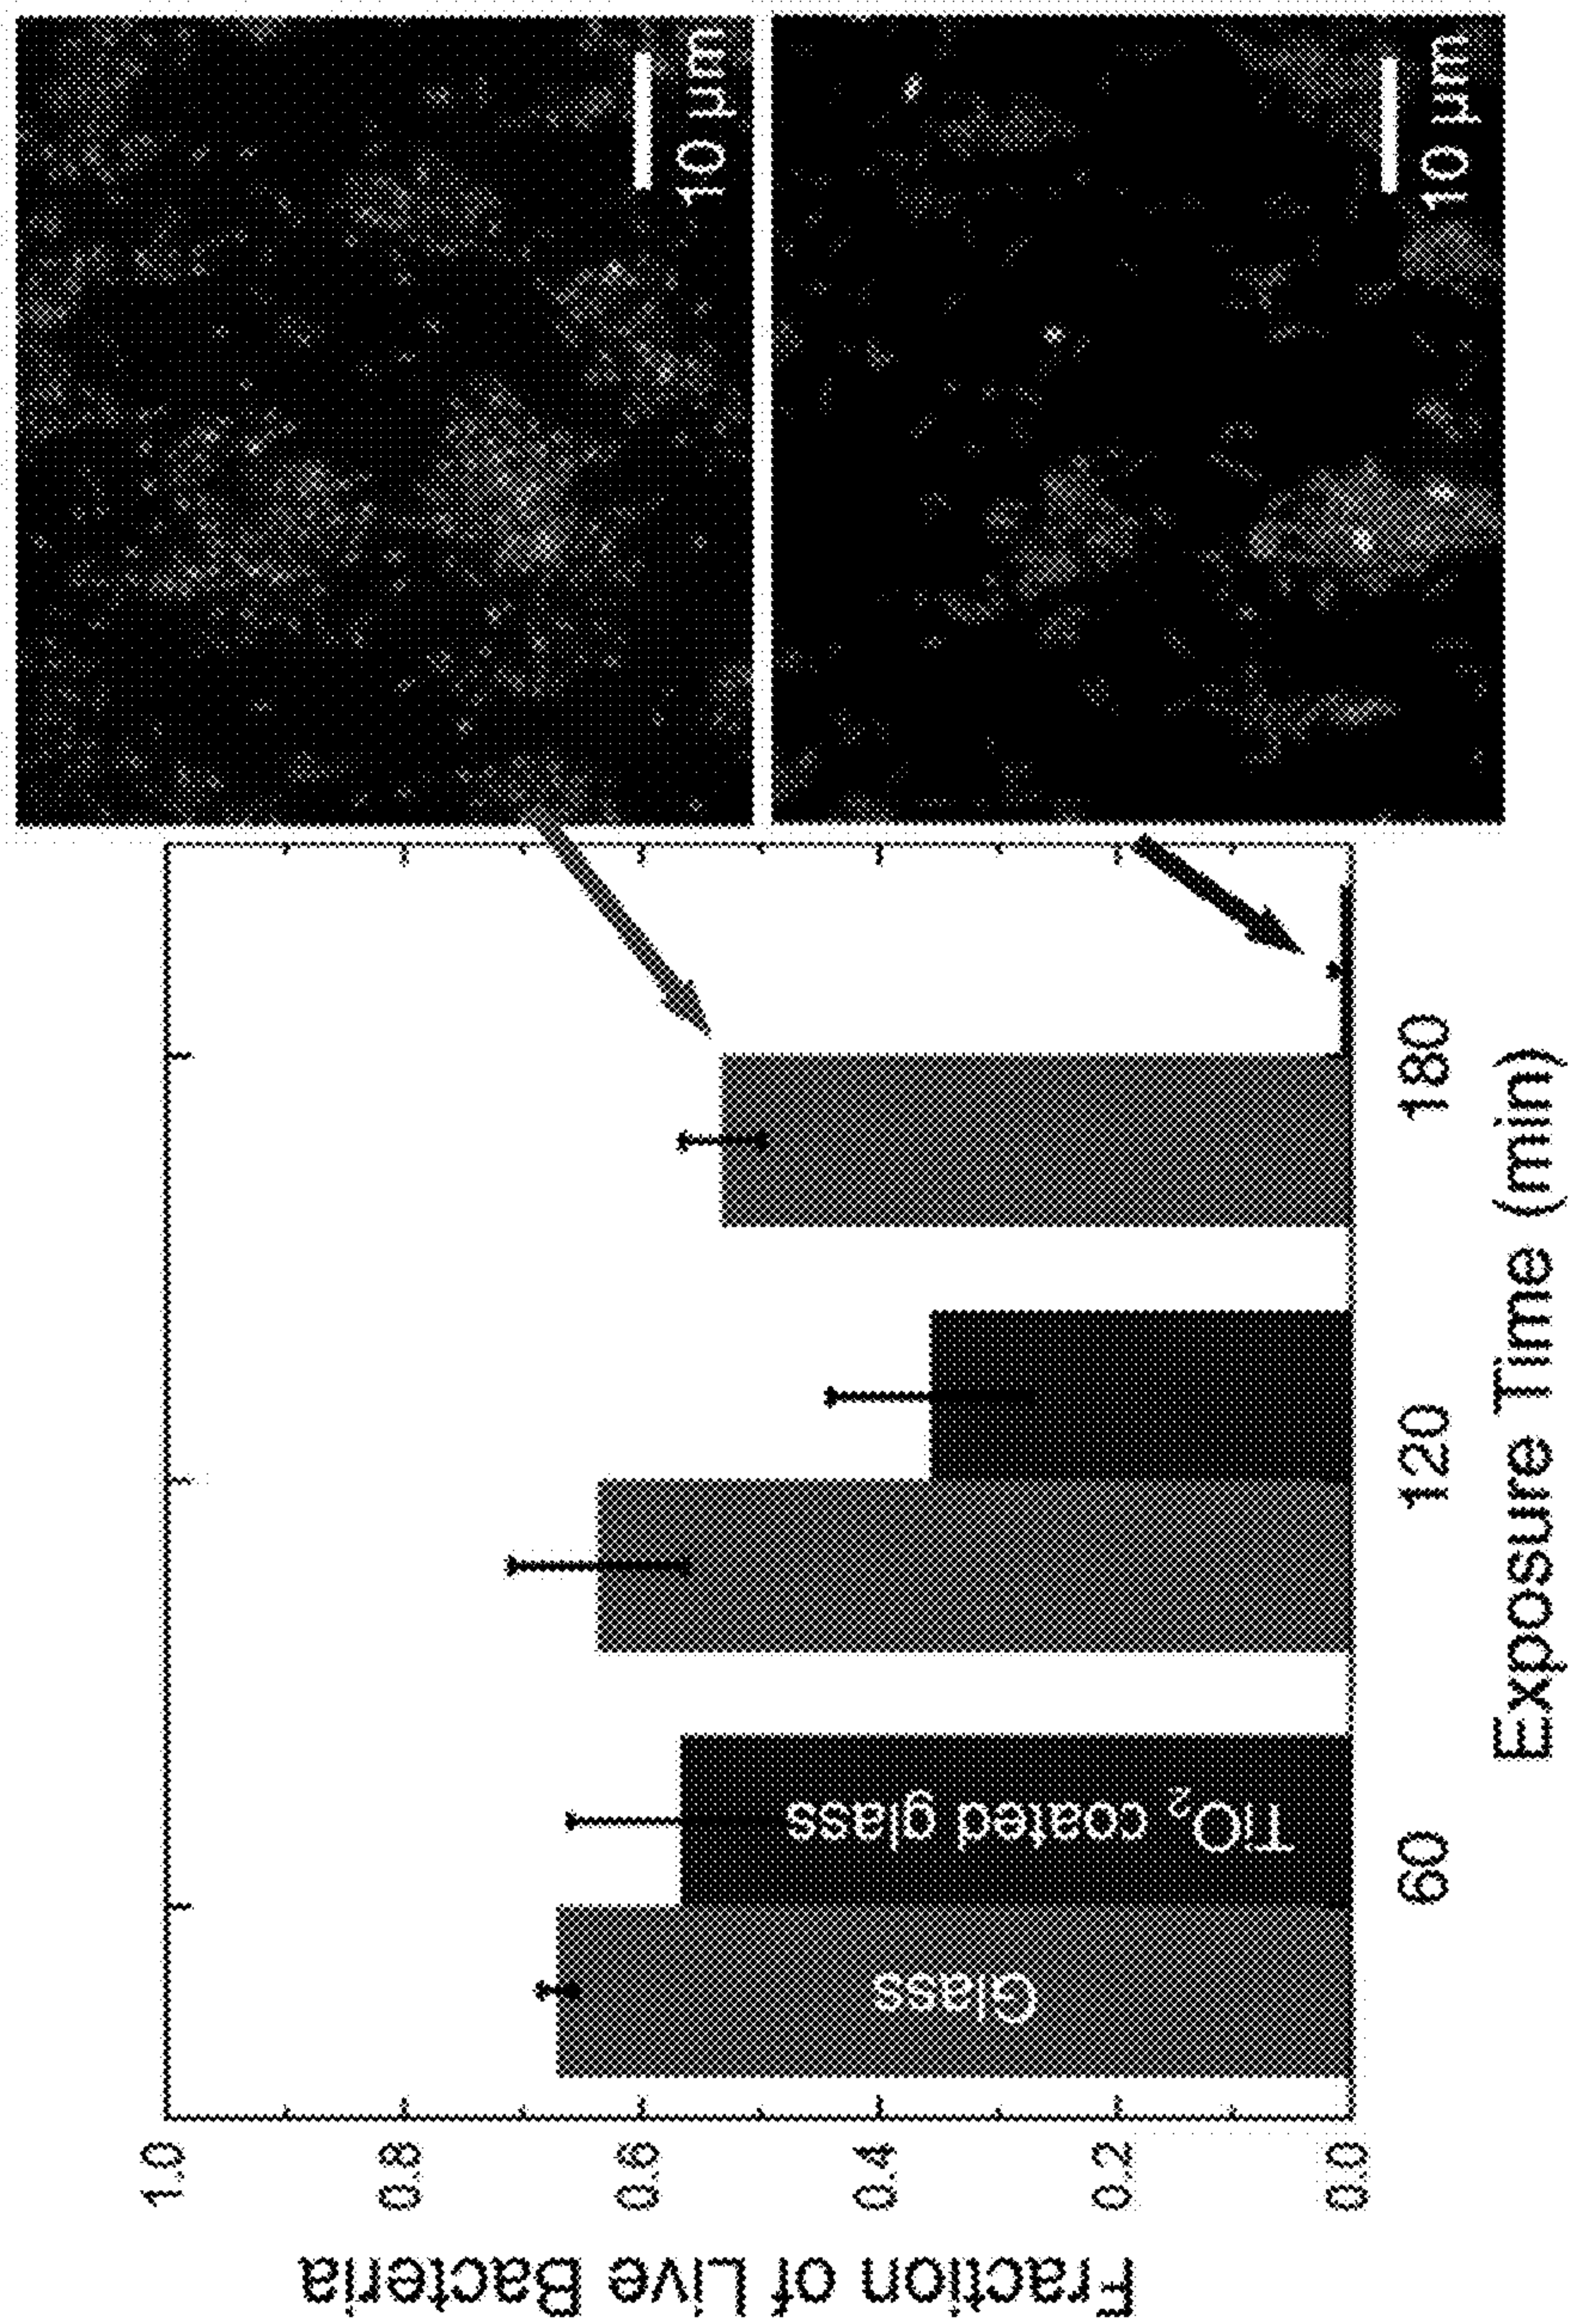 Fraction of Live Bacteria
1.0
0.8
0.6
0.4
0.2
0.0
Glass
TiO₂ coated glass
60
120
180
Exposure Time (min)
10 µm
10 µm